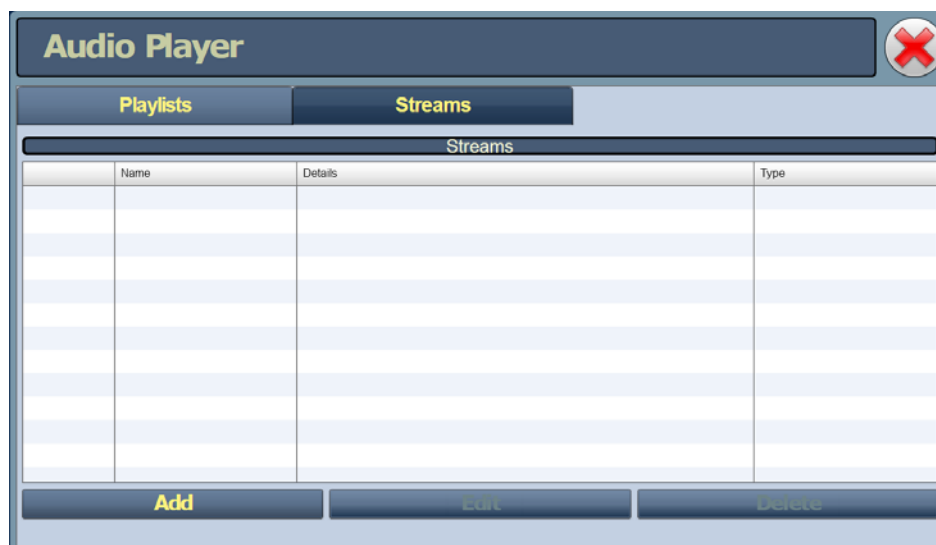 Audio Player
Playlists Streams
Streams
Name Details Type
Add Edit Delete